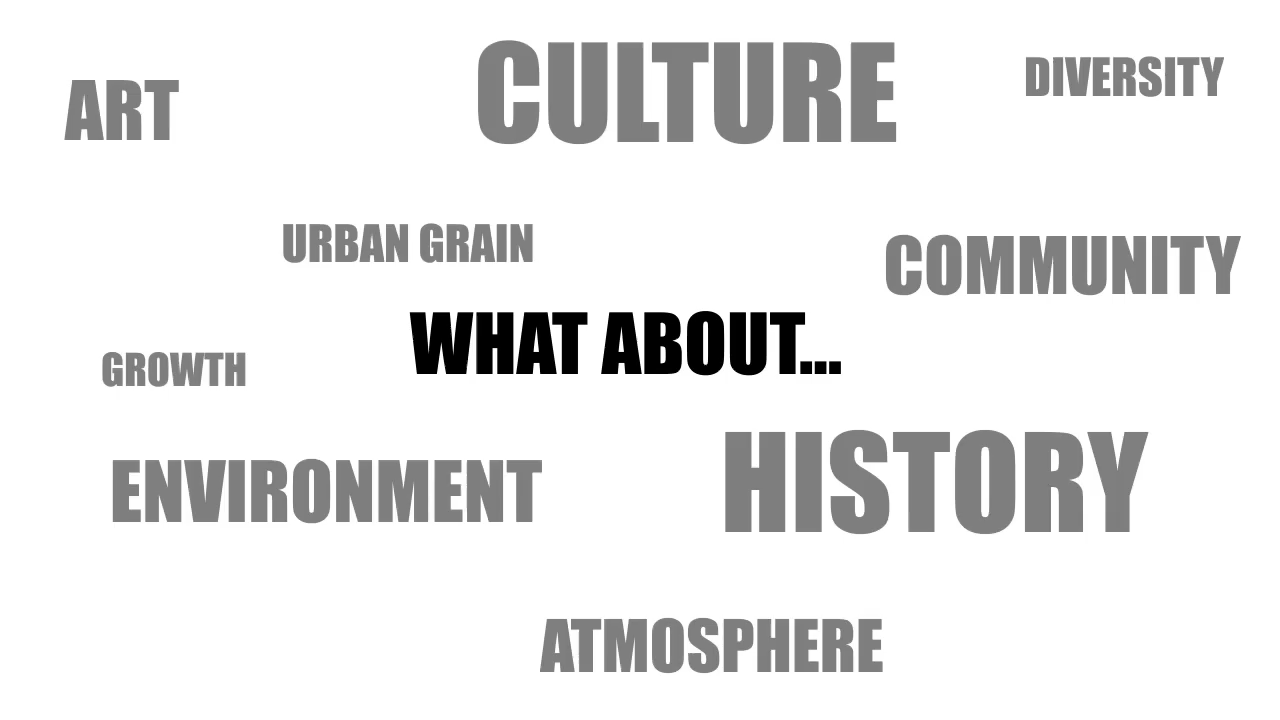 ART
CULTURE
DIVERSITY
URBAN GRAIN
COMMUNITY
WHAT ABOUT...
GROWTH
ENVIRONMENT
HISTORY
ATMOSPHERE